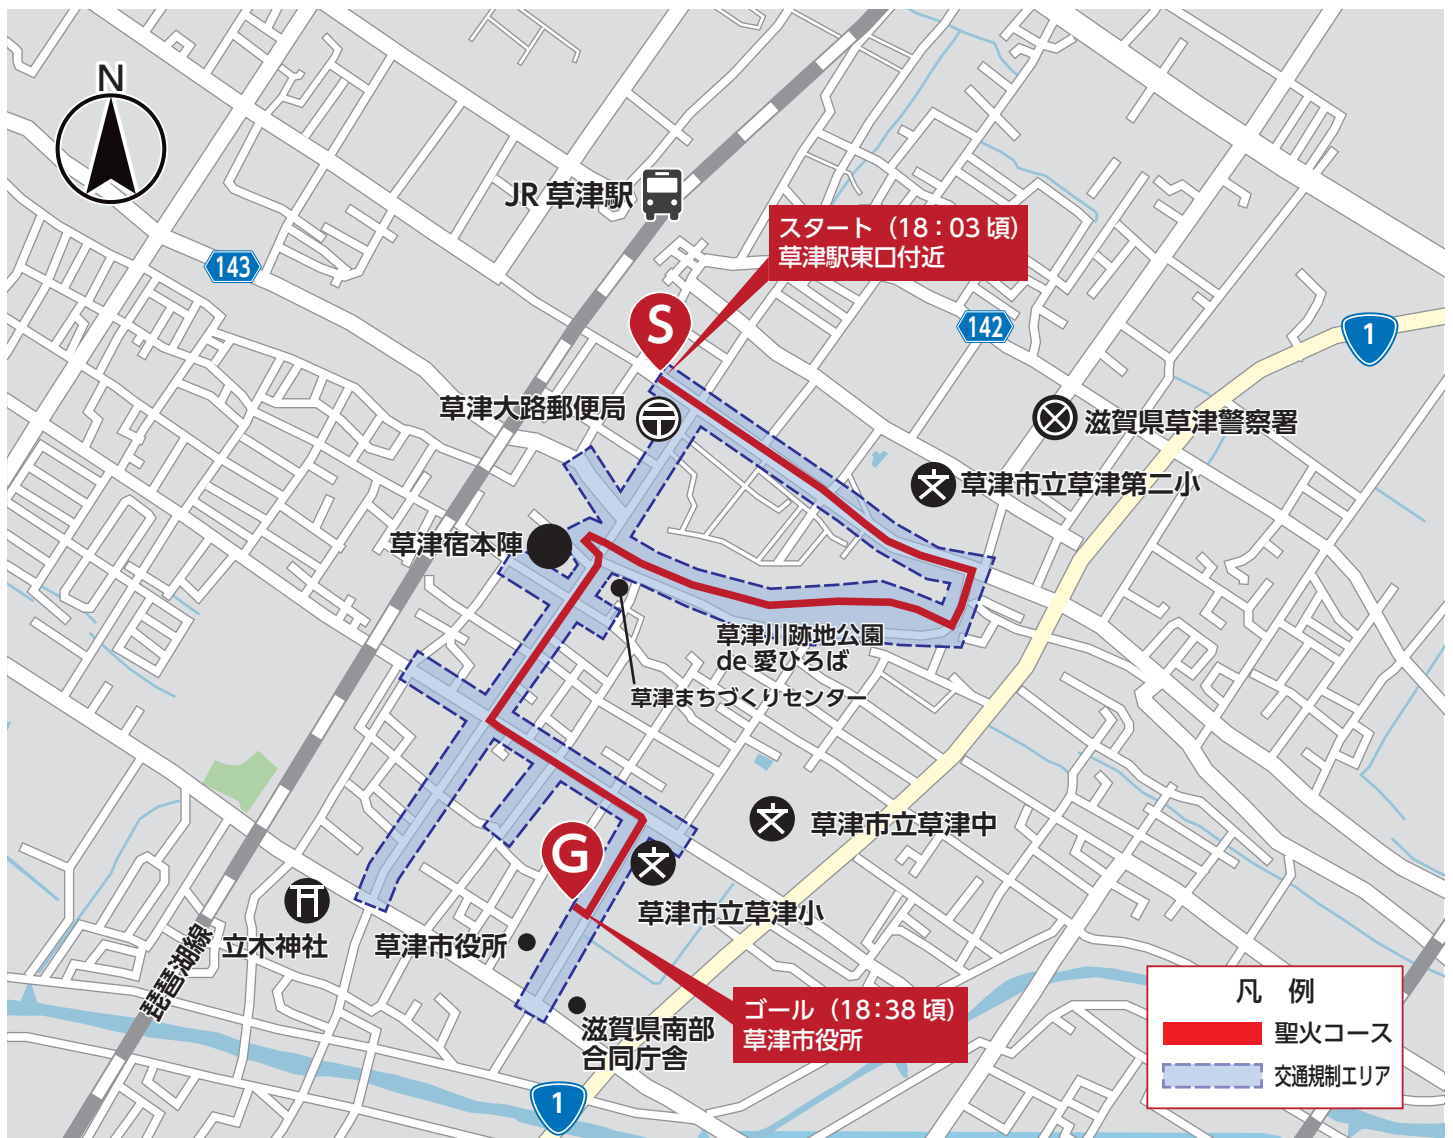 N
JR 草津駅
スタート（18：03 頃）
草津駅東口付近
143
142
1
S
草津大路郵便局
滋賀県草津警察署
草津市立草津第二小
草津宿本陣
草津川跡地公園
de 愛ひろば
草津まちづくりセンター
草津市立草津中
G
草津市立草津小
立木神社
草津市役所
琵琶湖線
ゴール（18：38 頃）
草津市役所
滋賀県南部
合同庁舎
1
凡 例
聖火コース
交通規制エリア